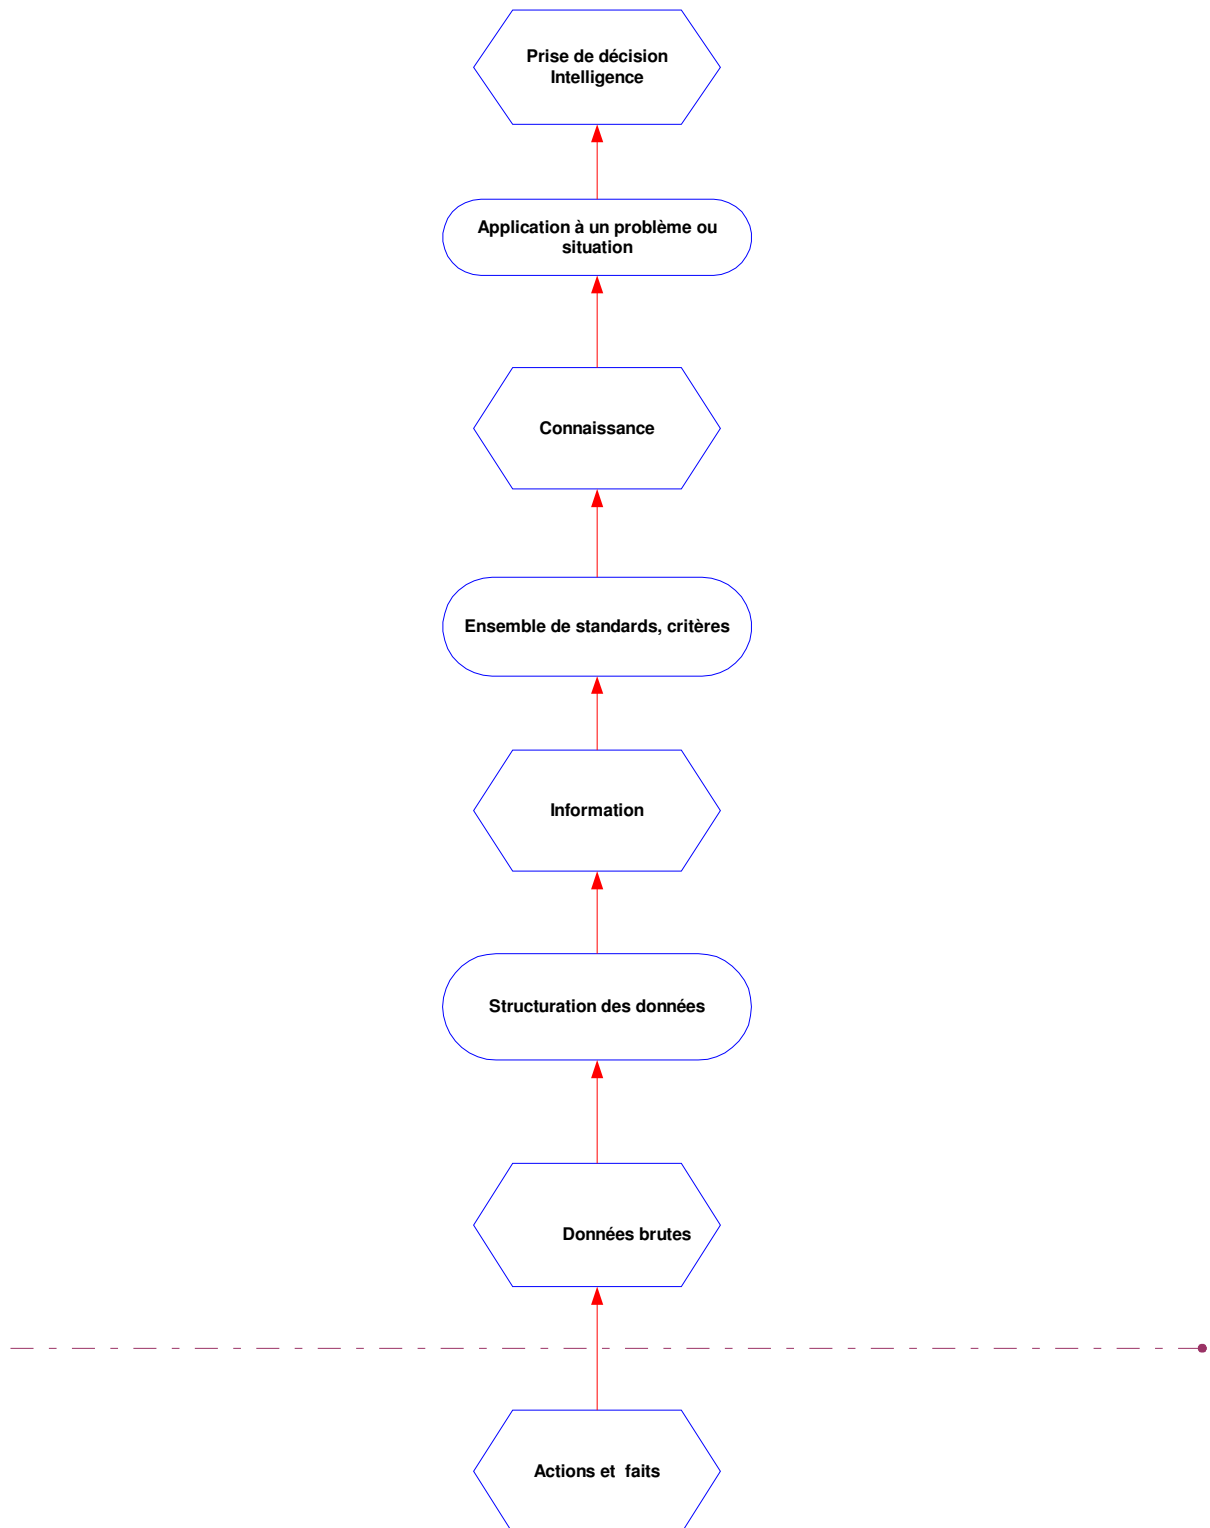 Prise de décision
Intelligence
Application à un problème ou
situation
Connaissance
Ensemble de standards, critères
Information
Structuration des données
Données brutes
Actions et  faits